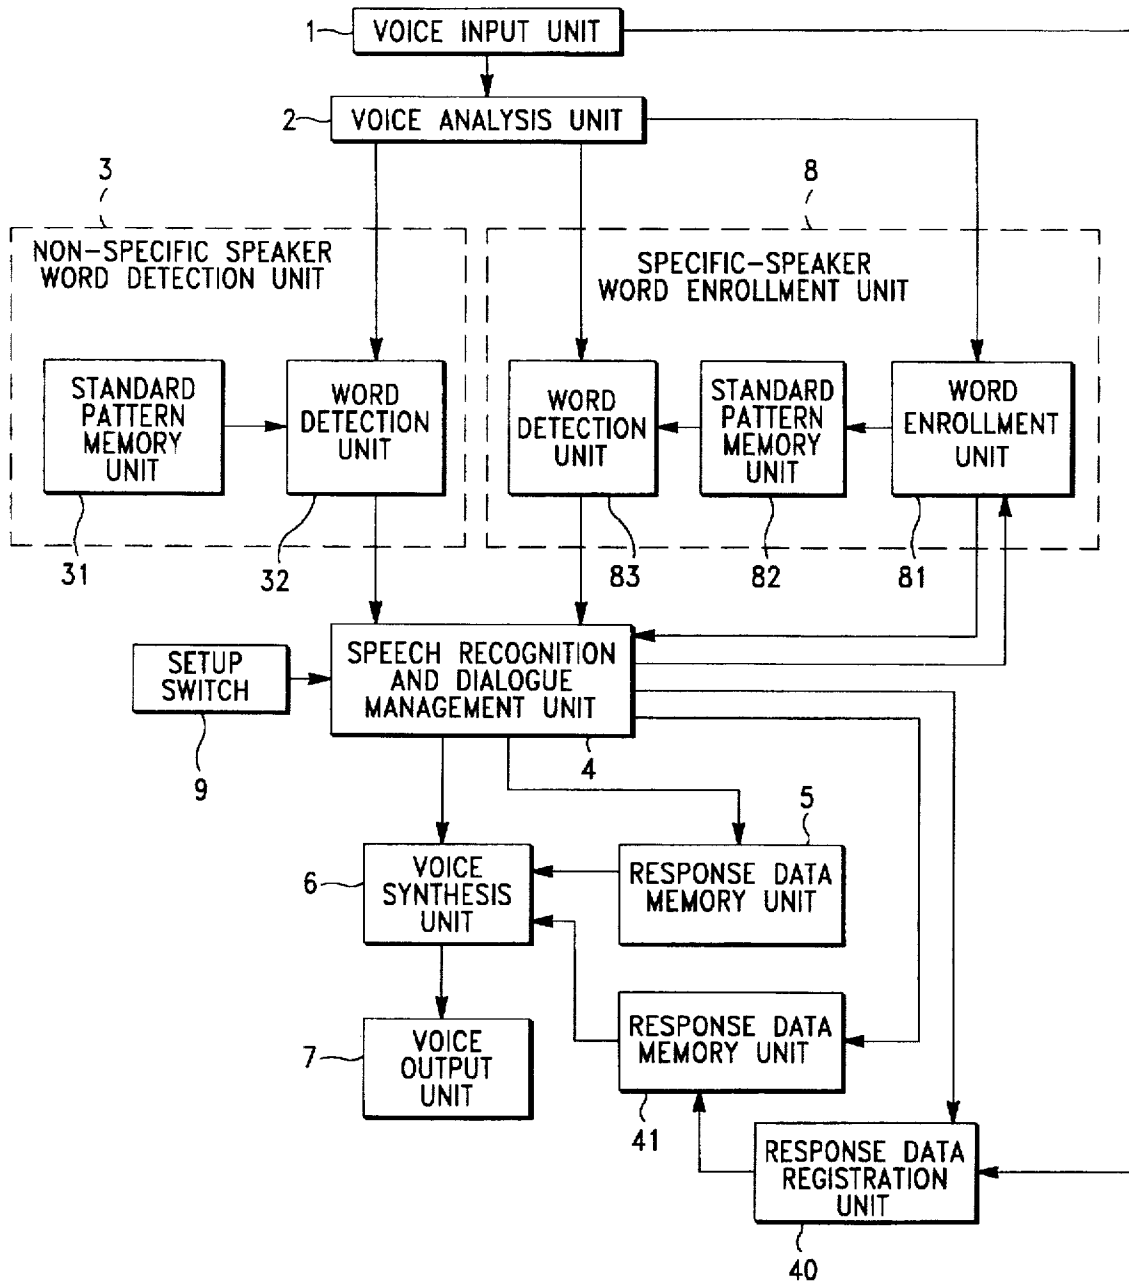 1
VOICE INPUT UNIT
2
VOICE ANALYSIS UNIT
3
8
NON-SPECIFIC SPEAKER
WORD DETECTION UNIT
SPECIFIC-SPEAKER
WORD ENROLLMENT UNIT
STANDARD
PATTERN
MEMORY
UNIT
WORD
DETECTION
UNIT
WORD
DETECTION
UNIT
STANDARD
PATTERN
MEMORY
UNIT
WORD
ENROLLMENT
UNIT
31
32
83
82
81
SETUP
SWITCH
SPEECH RECOGNITION
AND DIALOGUE
MANAGEMENT UNIT
9
4
5
6
VOICE
SYNTHESIS
UNIT
RESPONSE DATA
MEMORY UNIT
7
VOICE
OUTPUT
UNIT
RESPONSE DATA
MEMORY UNIT
41
RESPONSE DATA
REGISTRATION
UNIT
40